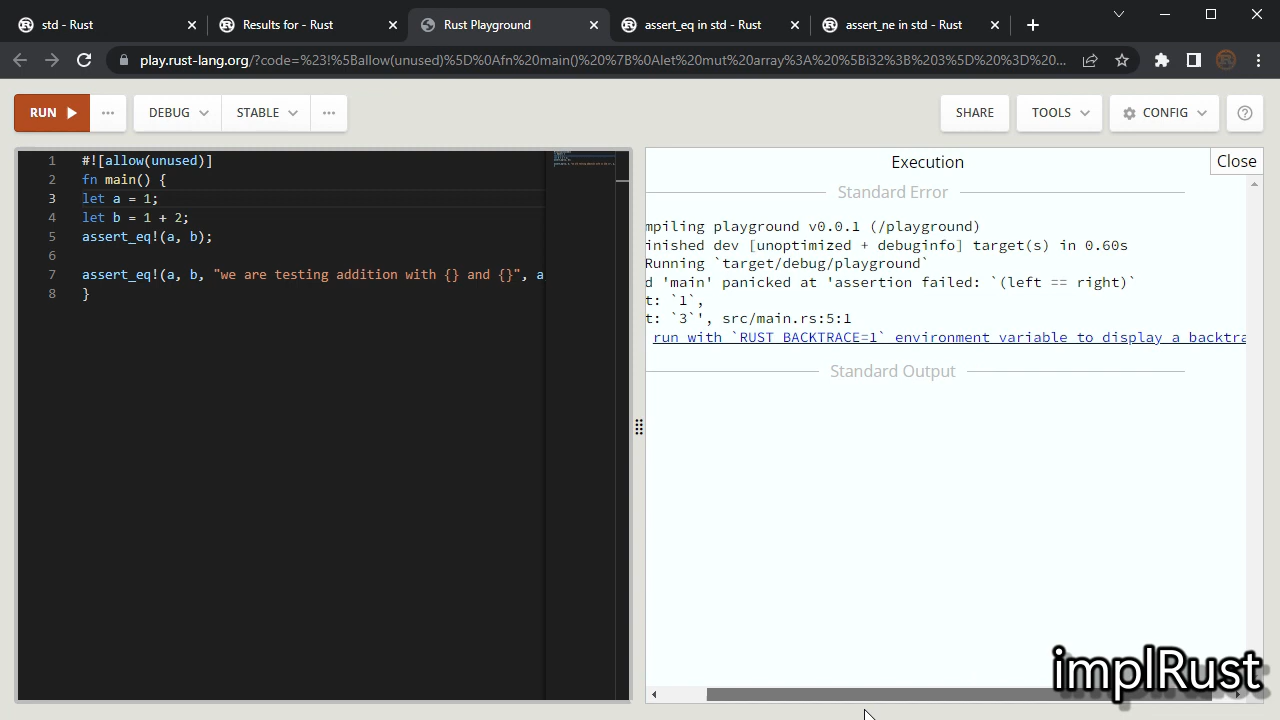 std - Rust
Results for - Rust
Rust Playground
assert_eq in std - Rust
assert_ne in std - Rust
play.rust-lang.org/?code=%23!%5Ballow(unused)%5D%0Afn%20main()%20%7B%0Alet%20mut%20array%3A%20%5Bi32%3B%203%5D%20%3D%20...
RUN
...
DEBUG
STABLE
...
SHARE
TOOLS
CONFIG
1 #![allow(unused)]
2 fn main() {
3 let a = 1;
4 let b = 1 + 2;
5 assert_eq!(a, b);
6
7 assert_eq!(a, b, "we are testing addition with {} and {}", a
8 }
Execution
Close
Standard Error
mpiling playground v0.0.1 (/playground)
inished dev [unoptimized + debuginfo] target(s) in 0.60s
Running `target/debug/playground`
d 'main' panicked at 'assertion failed: `(left == right)`
t: `1`,
t: `3`', src/main.rs:5:1
run with `RUST_BACKTRACE=1` environment variable to display a backtra
Standard Output
implRust